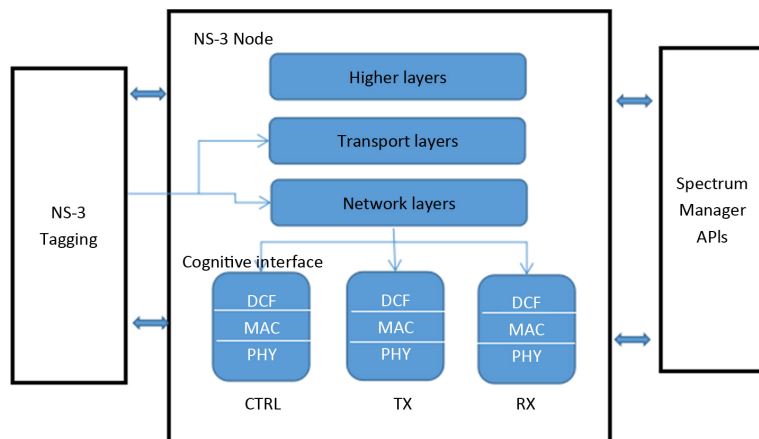 NS-3 Node
Higher layers
Transport layers
Network layers
NS-3
Tagging
Spectrum
Manager
APIs
Cognitive interface
DCF
MAC
PHY
CTRL
DCF
MAC
PHY
TX
DCF
MAC
PHY
RX